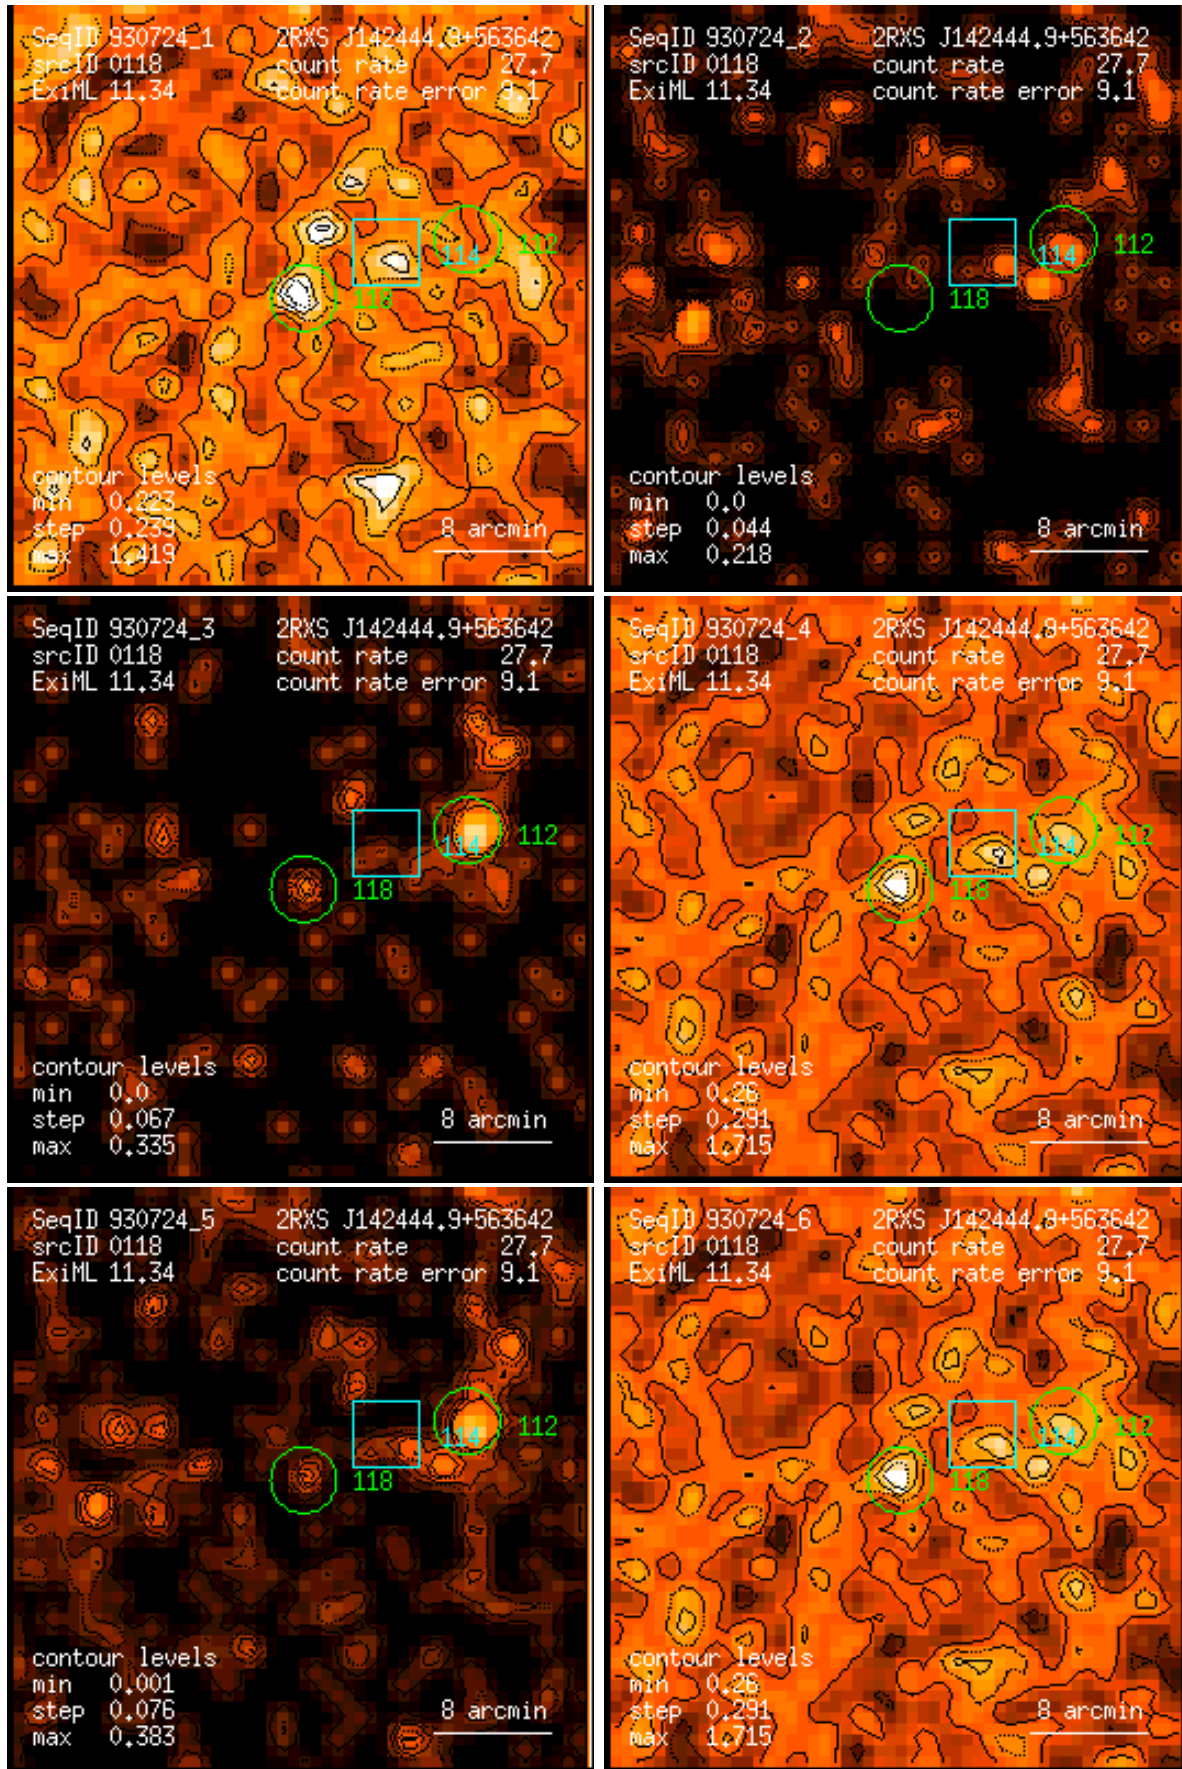 SeqID 930724_1 2RXS J142444.9+563642
srcID 0118 count rate 27.7
ExiML 11.34 count rate error 9.1
114 112
118
contour levels
min 0.223
step 0.239 8 arcmin
max 1.419
SeqID 930724_2 2RXS J142444.9+563642
srcID 0118 count rate 27.7
ExiML 11.34 count rate error 9.1
114 112
118
contour levels
min 0.0
step 0.044 8 arcmin
max 0.218
SeqID 930724_3 2RXS J142444.9+563642
srcID 0118 count rate 27.7
ExiML 11.34 count rate error 9.1
114 112
118
contour levels
min 0.0
step 0.067 8 arcmin
max 0.335
SeqID 930724_4 2RXS J142444.9+563642
srcID 0118 count rate 27.7
ExiML 11.34 count rate error 9.1
114 112
118
contour levels
min 0.26
step 0.291 8 arcmin
max 1.715
SeqID 930724_5 2RXS J142444.9+563642
srcID 0118 count rate 27.7
ExiML 11.34 count rate error 9.1
114 112
118
contour levels
min 0.001
step 0.076 8 arcmin
max 0.383
SeqID 930724_6 2RXS J142444.9+563642
srcID 0118 count rate 27.7
ExiML 11.34 count rate error 9.1
114 112
118
contour levels
min 0.26
step 0.291 8 arcmin
max 1.715